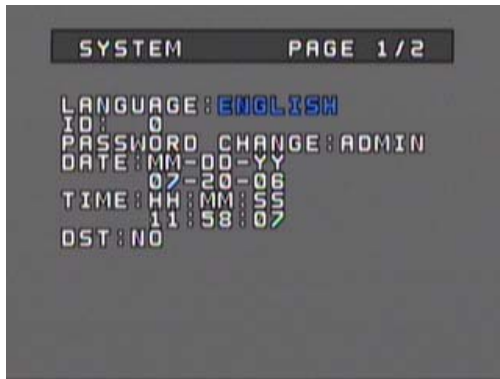 SYSTEM PAGE 1/2
LANGUAGE:ENGLISH
ID: 0
PASSWORD CHANGE:ADMIN
DATE:MM-DD-YY
07-20-06
TIME:HH:MM:SS
11:58:07
DST:NO